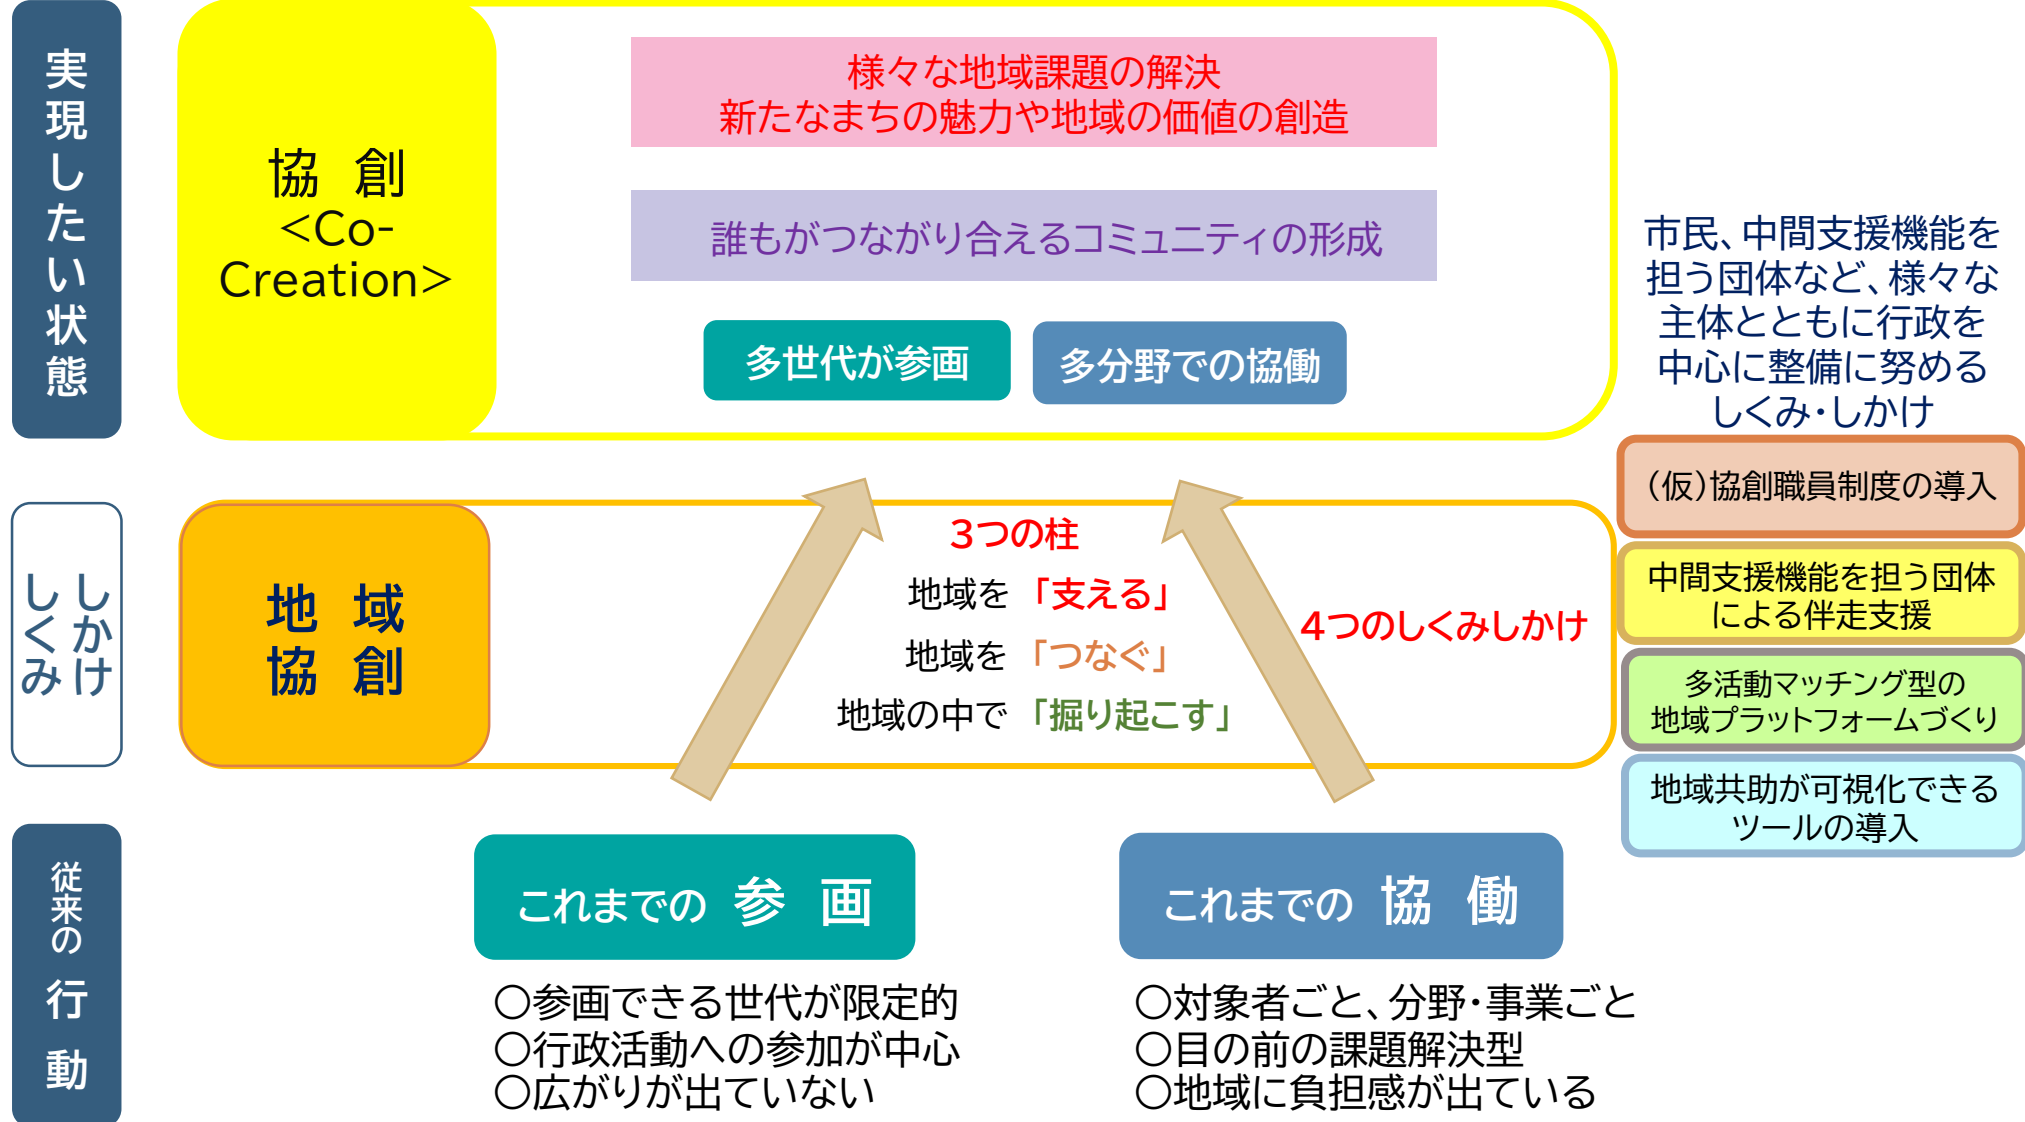 実現したい状態
協　創
<Co-
Creation>
様々な地域課題の解決
新たなまちの魅力や地域の価値の創造
誰もがつながり合えるコミュニティの形成
多世代が参画
多分野での協働
市民、中間支援機能を
担う団体など、様々な
主体とともに行政を
中心に整備に努める
しくみ・しかけ
（仮）協創職員制度の導入
中間支援機能を担う団体
による伴走支援
多活動マッチング型の
地域プラットフォームづくり
地域共助が可視化できる
ツールの導入
しかけ
しくみ
地　域
協　創
３つの柱
地域を「支える」
地域を「つなぐ」
地域の中で「掘り起こす」
４つのしくみしかけ
従来の 行動
これまでの 参　画
○参画できる世代が限定的
○行政活動への参加が中心
○広がりが出ていない
これまでの 協　働
○対象者ごと、分野・事業ごと
○目の前の課題解決型
○地域に負担感が出ている